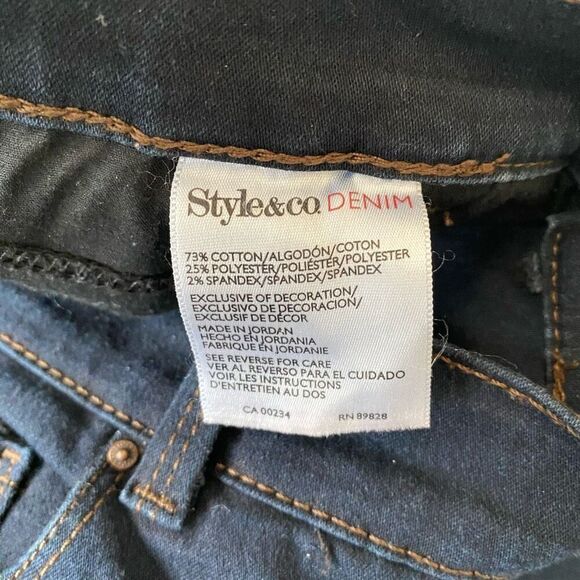 Style&co. DENIM
73% COTTON/ALGODÓN/COTON
25% POLYESTER/POLIÉSTER/POLYESTER
2% SPANDEX/SPANDEX/SPANDEX
EXCLUSIVE OF DECORATION/
EXCLUSIVO DE DECORACION/
EXCLUSIF DE DÉCOR
MADE IN JORDAN
HECHO EN JORDANIA
FABRIQUE EN JORDANIE
SEE REVERSE FOR CARE
VER AL REVERSO PARA EL CUIDADO
VOIR LES INSTRUCTIONS
D'ENTRETIEN AU DOS
CA 00234 RN 89828